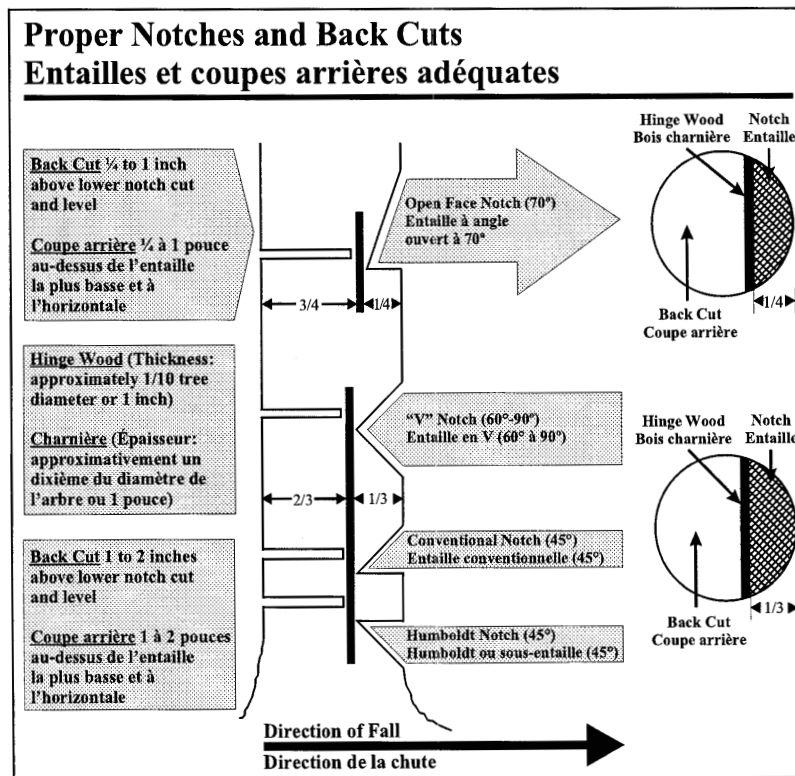 Proper Notches and Back Cuts
Entailles et coupes arrières adéquates
Back Cut ¼ to 1 inch
above lower notch cut
and level
Coupe arrière ¼ à 1 pouce
au-dessus de l'entaille
la plus basse et à
l'horizontale
Open Face Notch (70º)
Entaille à angle
ouvert à 70º
3/4
1/4
Hinge Wood
Bois charnière
Notch
Entaille
Back Cut
Coupe arrière
1/4
Hinge Wood (Thickness:
approximately 1/10 tree
diameter or 1 inch)
Charnière (Épaisseur:
approximativement un
dixième du diamètre de
l'arbre ou 1 pouce)
"V" Notch (60º-90º)
Entaille en V (60º à 90º)
2/3
1/3
Hinge Wood
Bois charnière
Notch
Entaille
Back Cut
Coupe arrière
1/3
Back Cut 1 to 2 inches
above lower notch cut
and level
Coupe arrière 1 à 2 pouces
au-dessus de l'entaille
la plus basse et à
l'horizontale
Conventional Notch (45°)
Entaille conventionnelle (45°)
Humboldt Notch (45°)
Humboldt ou sous-entaille (45°)
Direction of Fall
Direction de la chute